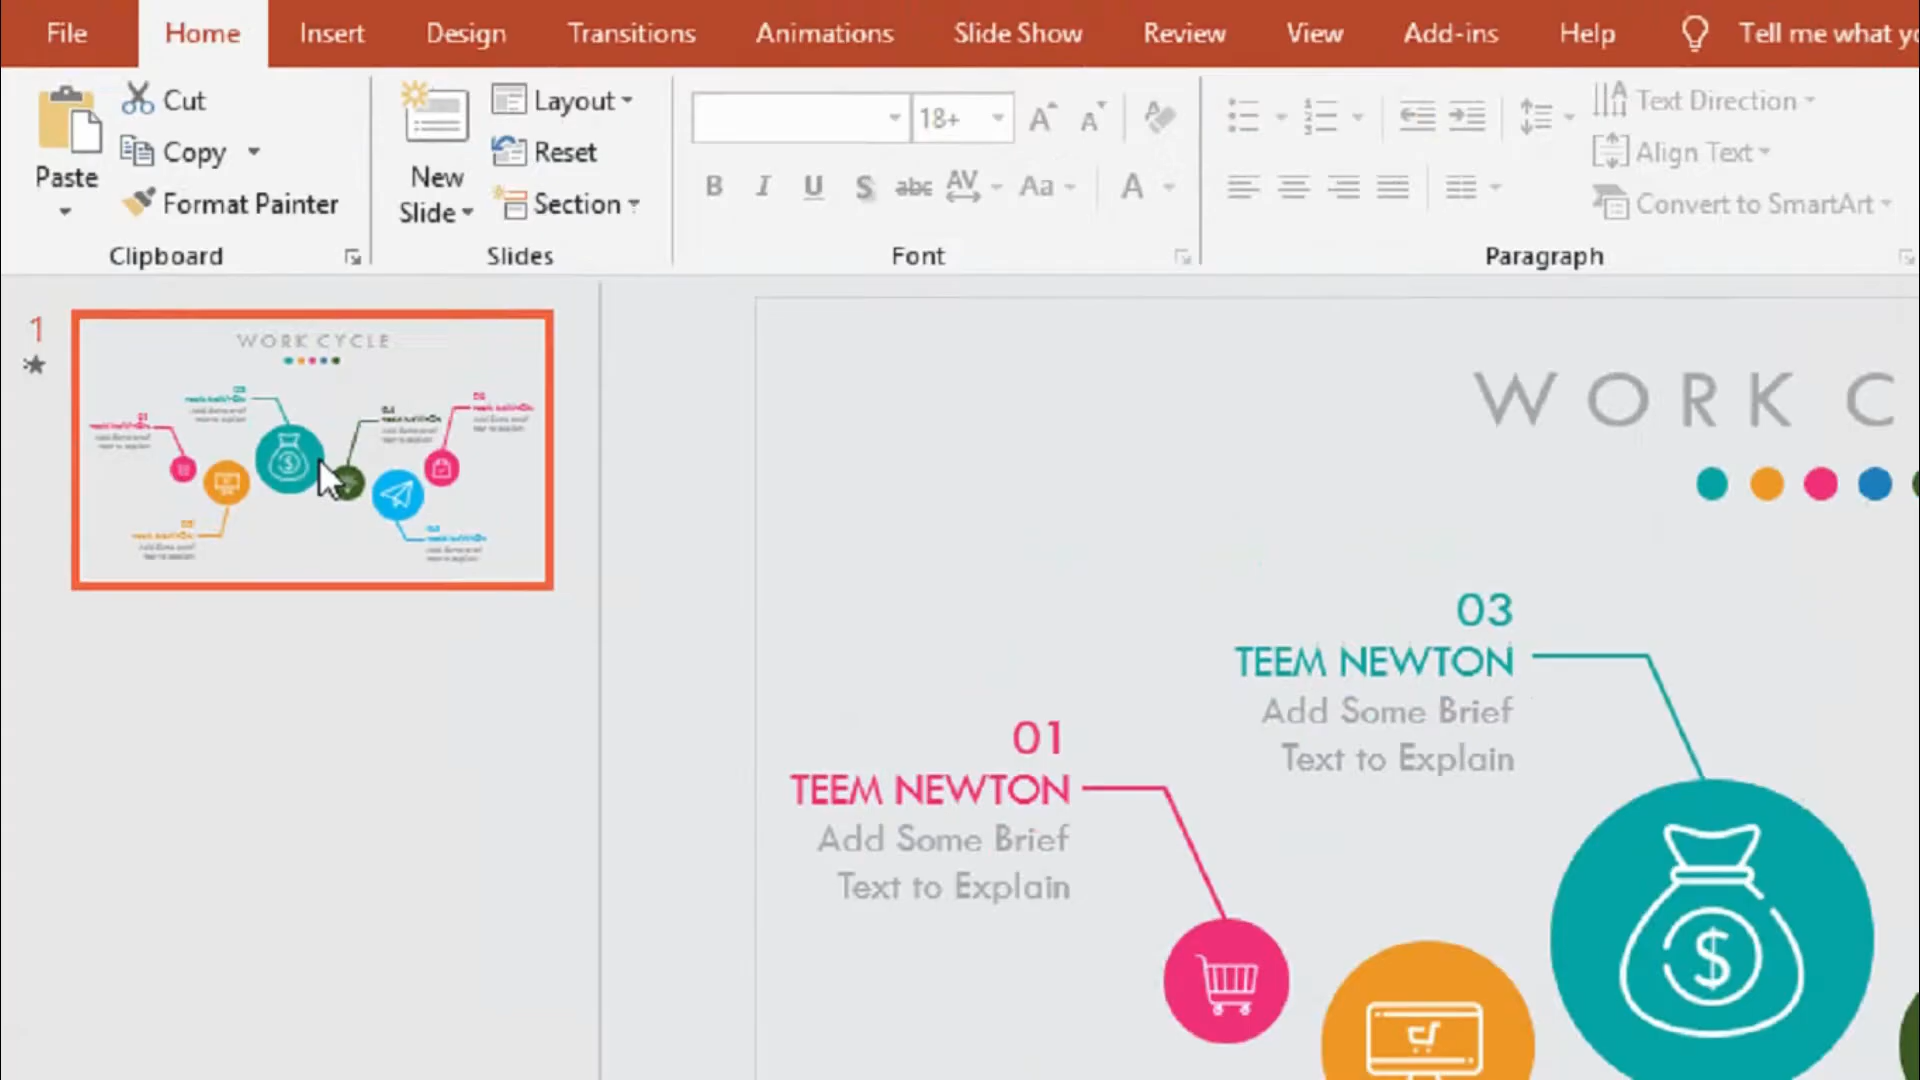 File Home Insert Design Transitions Animations Slide Show Review View Add-ins Help Tell me what yo
Paste
Cut
Copy
Format Painter
Clipboard
New
Slide
Layout
Reset
Section
Slides
18+
B I U S abc AV Aa A
Font
Text Direction
Align Text
Convert to SmartArt
Paragraph
1
WORK CYCLE
WORK C
03
TEEM NEWTON
Add Some Brief
Text to Explain
01
TEEM NEWTON
Add Some Brief
Text to Explain
$